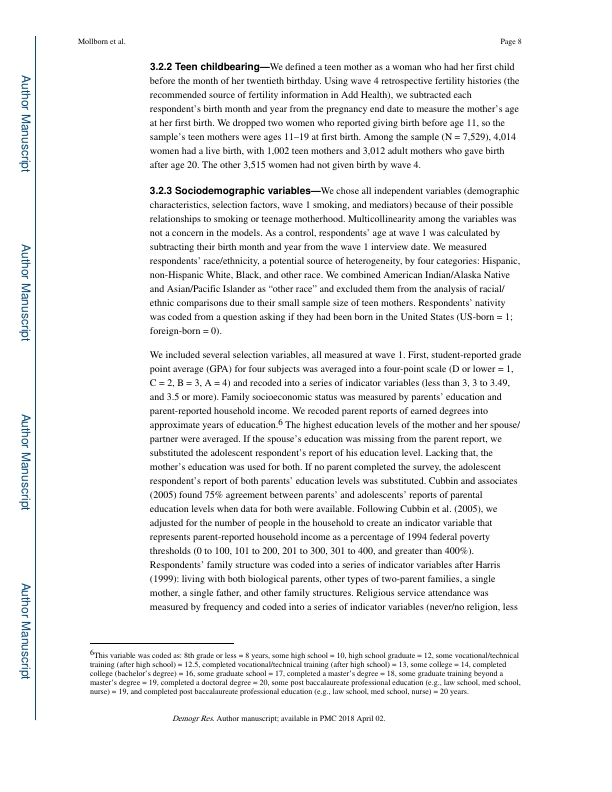 Mollborn et al.
Page 8
Author Manuscript
Author Manuscript
Author Manuscript
Author Manuscript
3.2.2 Teen childbearing—We defined a teen mother as a woman who had her first child
before the month of her twentieth birthday. Using wave 4 retrospective fertility histories (the
recommended source of fertility information in Add Health), we subtracted each
respondent's birth month and year from the pregnancy end date to measure the mother's age
at her first birth. We dropped two women who reported giving birth before age 11, so the
sample's teen mothers were ages 11–19 at first birth. Among the sample (N = 7,529), 4,014
women had a live birth, with 1,002 teen mothers and 3,012 adult mothers who gave birth
after age 20. The other 3,515 women had not given birth by wave 4.
3.2.3 Sociodemographic variables—We chose all independent variables (demographic
characteristics, selection factors, wave 1 smoking, and mediators) because of their possible
relationships to smoking or teenage motherhood. Multicollinearity among the variables was
not a concern in the models. As a control, respondents' age at wave 1 was calculated by
subtracting their birth month and year from the wave 1 interview date. We measured
respondents' race/ethnicity, a potential source of heterogeneity, by four categories: Hispanic,
non-Hispanic White, Black, and other race. We combined American Indian/Alaska Native
and Asian/Pacific Islander as “other race” and excluded them from the analysis of racial/
ethnic comparisons due to their small sample size of teen mothers. Respondents' nativity
was coded from a question asking if they had been born in the United States (US-born = 1;
foreign-born = 0).
We included several selection variables, all measured at wave 1. First, student-reported grade
point average (GPA) for four subjects was averaged into a four-point scale (D or lower = 1,
C = 2, B = 3, A = 4) and recoded into a series of indicator variables (less than 3, 3 to 3.49,
and 3.5 or more). Family socioeconomic status was measured by parents' education and
parent-reported household income. We recoded parent reports of earned degrees into
approximate years of education.6 The highest education levels of the mother and her spouse/
partner were averaged. If the spouse's education was missing from the parent report, we
substituted the adolescent respondent's report of his education level. Lacking that, the
mother's education was used for both. If no parent completed the survey, the adolescent
respondent's report of both parents' education levels was substituted. Cubbin and associates
(2005) found 75% agreement between parents' and adolescents' reports of parental
education levels when data for both were available. Following Cubbin et al. (2005), we
adjusted for the number of people in the household to create an indicator variable that
represents parent-reported household income as a percentage of 1994 federal poverty
thresholds (0 to 100, 101 to 200, 201 to 300, 301 to 400, and greater than 400%).
Respondents' family structure was coded into a series of indicator variables after Harris
(1999): living with both biological parents, other types of two-parent families, a single
mother, a single father, and other family structures. Religious service attendance was
measured by frequency and coded into a series of indicator variables (never/no religion, less
6This variable was coded as: 8th grade or less = 8 years, some high school = 10, high school graduate = 12, some vocational/technical
training (after high school) = 12.5, completed vocational/technical training (after high school) = 13, some college = 14, completed
college (bachelor's degree) = 16, some graduate school = 17, completed a master's degree = 18, some graduate training beyond a
master's degree = 19, completed a doctoral degree = 20, some post baccalaureate professional education (e.g., law school, med school,
nurse) = 19, and completed post baccalaureate professional education (e.g., law school, med school, nurse) = 20 years.
Demogr Res. Author manuscript; available in PMC 2018 April 02.